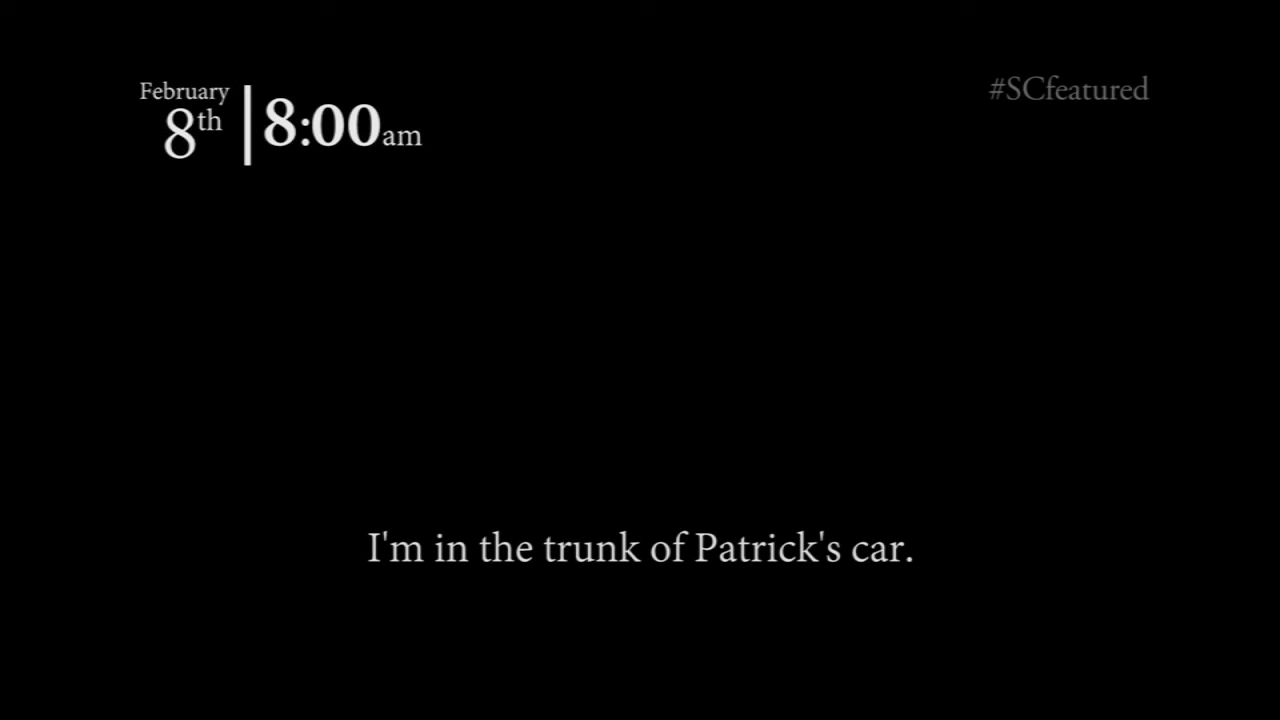 February
8th
8:00am
#SCfeatured
I'm in the trunk of Patrick's car.